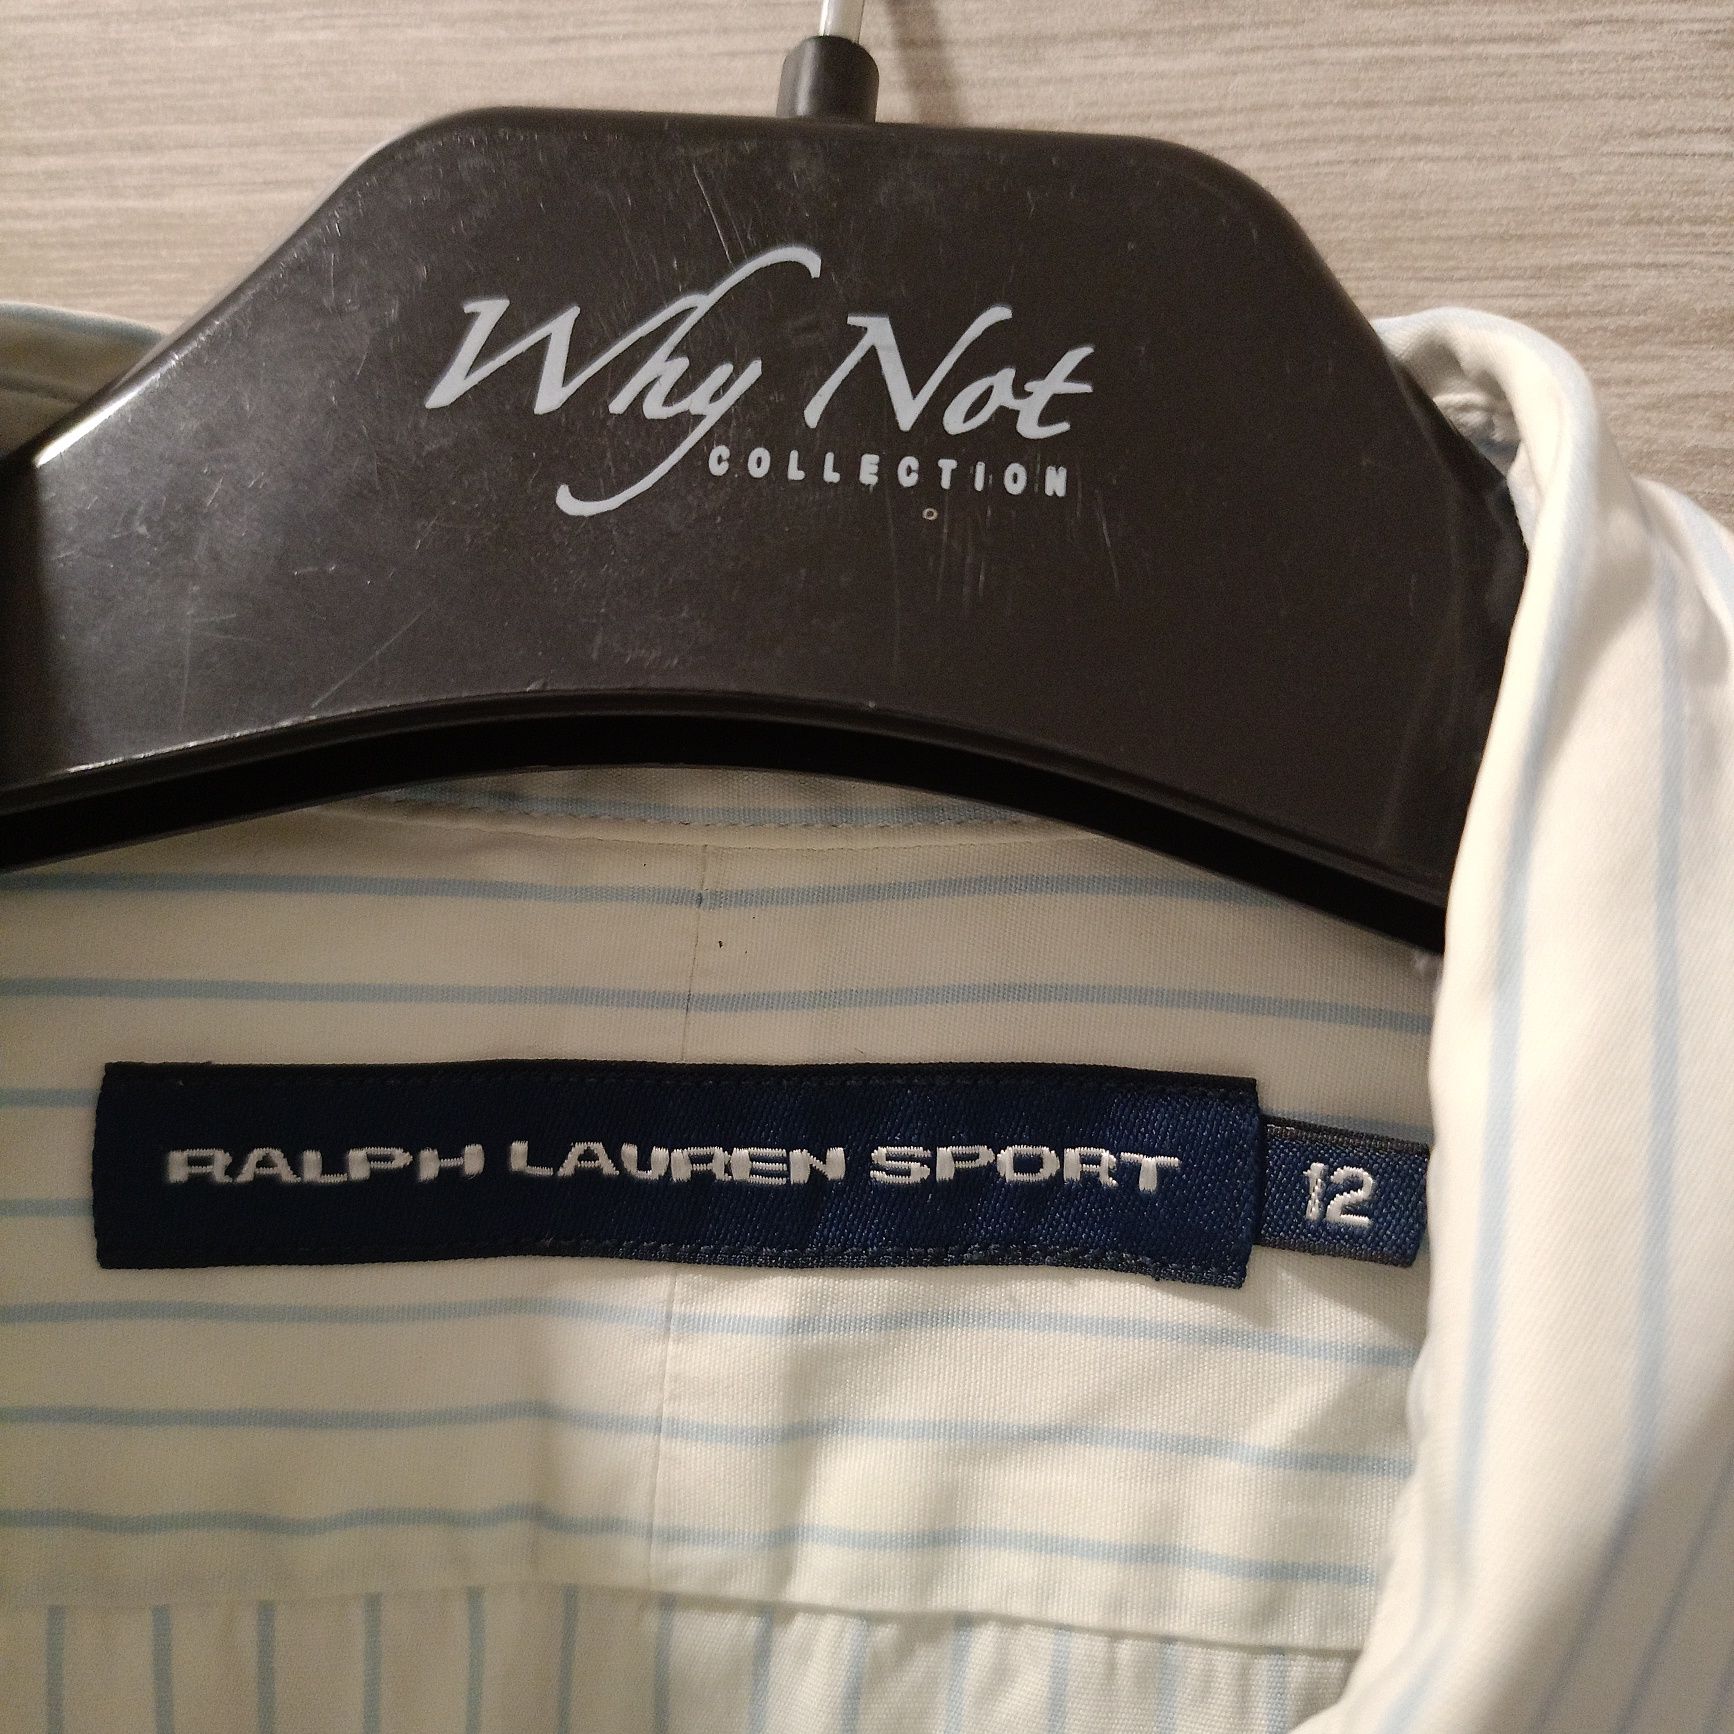 Why Not
COLLECTION
RALPH LAUREN SPORT
12